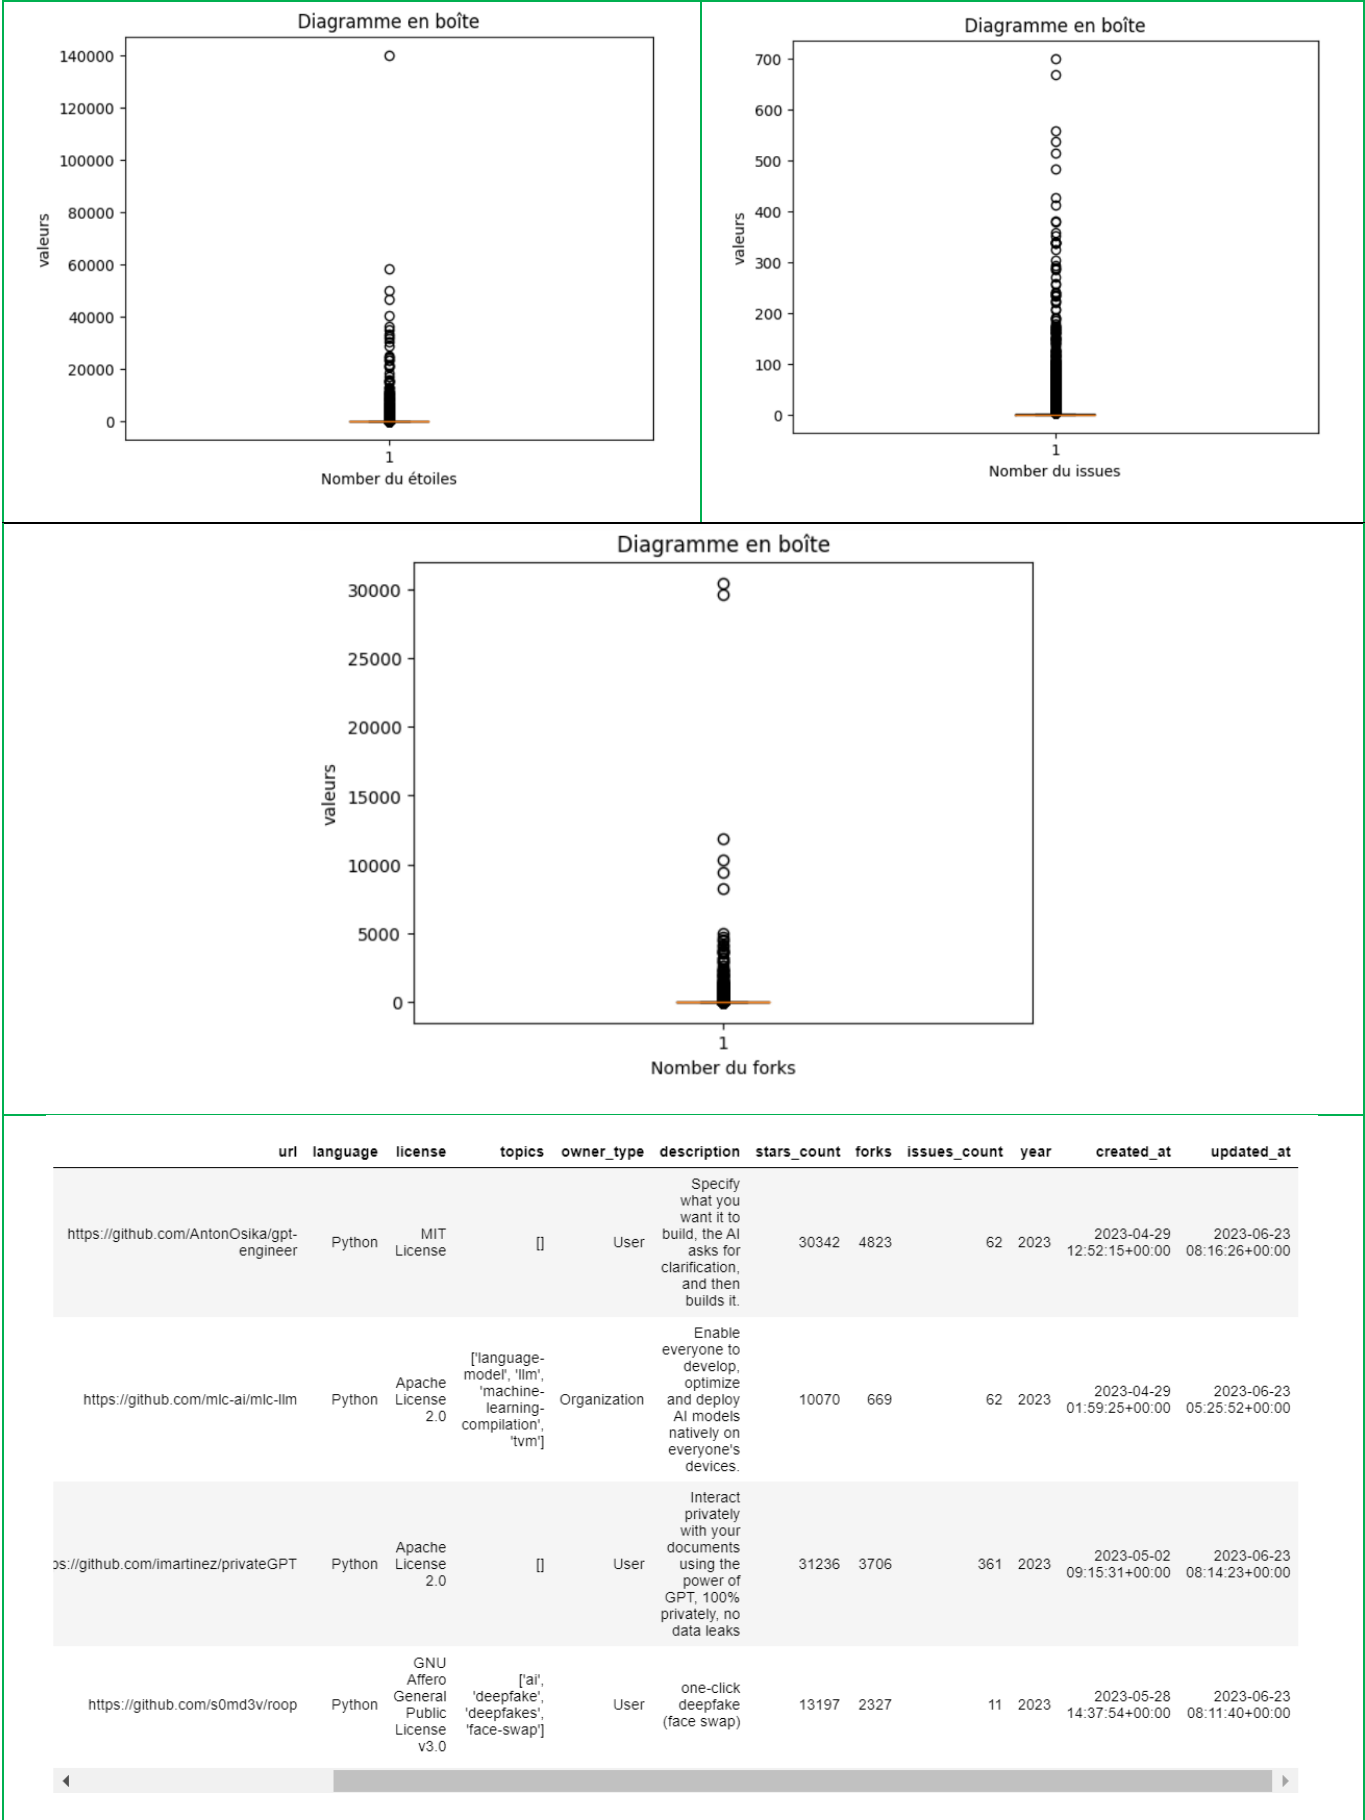 Diagramme en boîte
140000
120000
100000
80000
60000
40000
20000
0
valeurs
1
Nomber du étoiles
Diagramme en boîte
700
600
500
400
300
200
100
0
valeurs
1
Nomber du issues
Diagramme en boîte
30000
25000
20000
15000
10000
5000
0
valeurs
1
Nomber du forks
url language license topics owner_type description stars_count forks issues_count year created_at updated_at
https://github.com/AntonOsika/gpt-
engineer
Python
MIT
License
[]
User
Specify
what you
want it to
build, the AI
asks for
clarification,
and then
builds it.
30342 4823 62 2023
2023-04-29
12:52:15+00:00
2023-06-23
08:16:26+00:00
https://github.com/mlc-ai/mlc-llm
Python
Apache
License
2.0
['language-
model', 'llm',
'machine-
learning-
compilation',
'tvm']
Organization
Enable
everyone to
develop,
optimize
and deploy
AI models
natively on
everyone's
devices.
10070 669 62 2023
2023-04-29
01:59:25+00:00
2023-06-23
05:25:52+00:00
ps://github.com/imartinez/privateGPT
Python
Apache
License
2.0
[]
User
Interact
privately
with your
documents
using the
power of
GPT, 100%
privately, no
data leaks
31236 3706 361 2023
2023-05-02
09:15:31+00:00
2023-06-23
08:14:23+00:00
https://github.com/s0md3v/roop
Python
GNU
Affero
General
Public
License
v3.0
['ai',
'deepfake',
'deepfakes',
'face-swap']
User
one-click
deepfake
(face swap)
13197 2327 11 2023
2023-05-28
14:37:54+00:00
2023-06-23
08:11:40+00:00